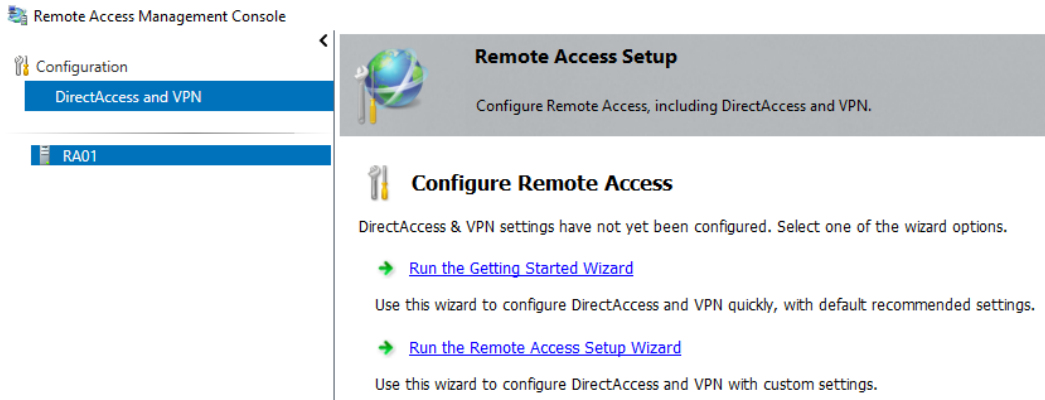 Remote Access Management Console
Configuration
DirectAccess and VPN
RA01
Remote Access Setup
Configure Remote Access, including DirectAccess and VPN.
Configure Remote Access
DirectAccess & VPN settings have not yet been configured. Select one of the wizard options.
Run the Getting Started Wizard
Use this wizard to configure DirectAccess and VPN quickly, with default recommended settings.
Run the Remote Access Setup Wizard
Use this wizard to configure DirectAccess and VPN with custom settings.